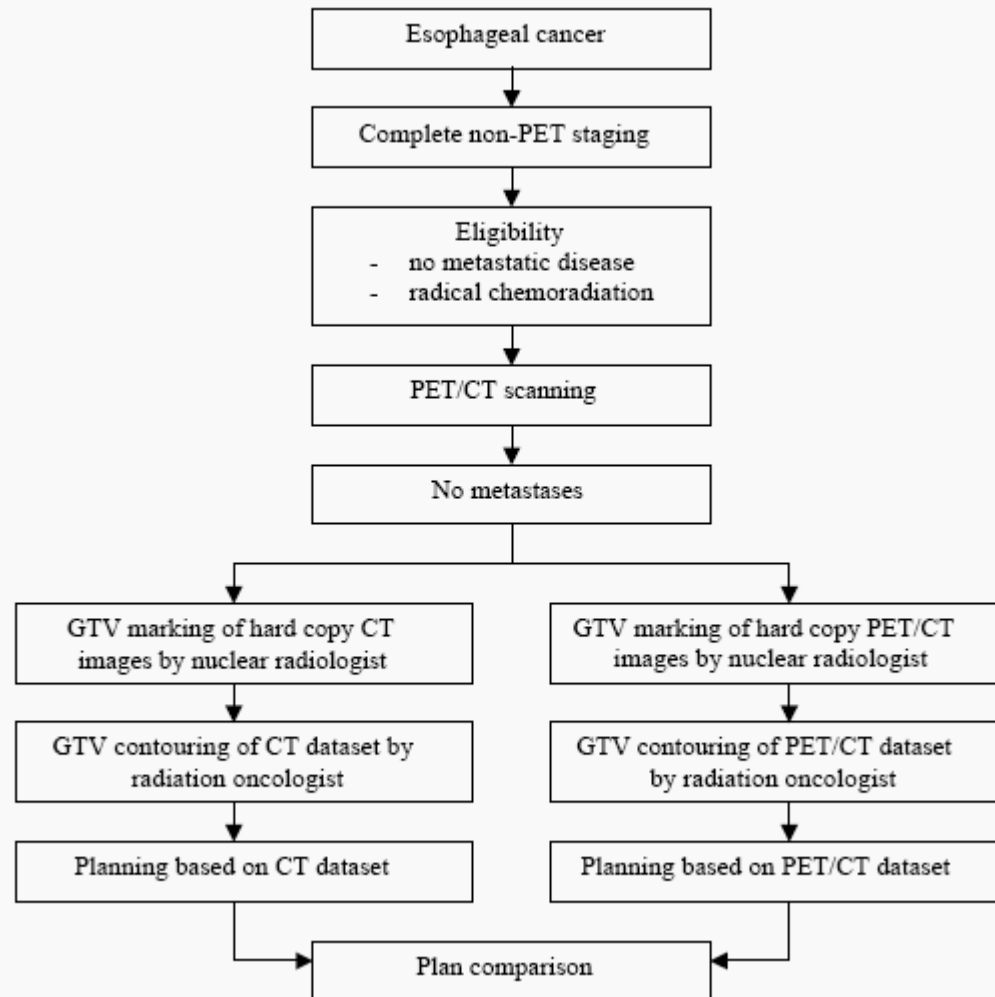 Esophageal cancer
Complete non-PET staging
Eligibility
- no metastatic disease
- radical chemoradiation
PET/CT scanning
No metastases
GTV marking of hard copy CT
images by nuclear radiologist
GTV marking of hard copy PET/CT
images by nuclear radiologist
GTV contouring of CT dataset by
radiation oncologist
GTV contouring of PET/CT dataset
by radiation oncologist
Planning based on CT dataset
Planning based on PET/CT dataset
Plan comparison